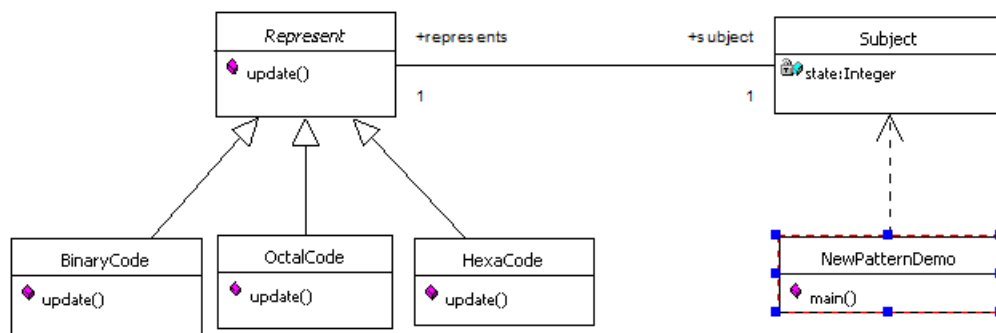 Represent
update()
+represents
+subject
1
1
Subject
state:Integer
BinaryCode
update()
OctalCode
update()
HexaCode
update()
NewPatternDemo
main()